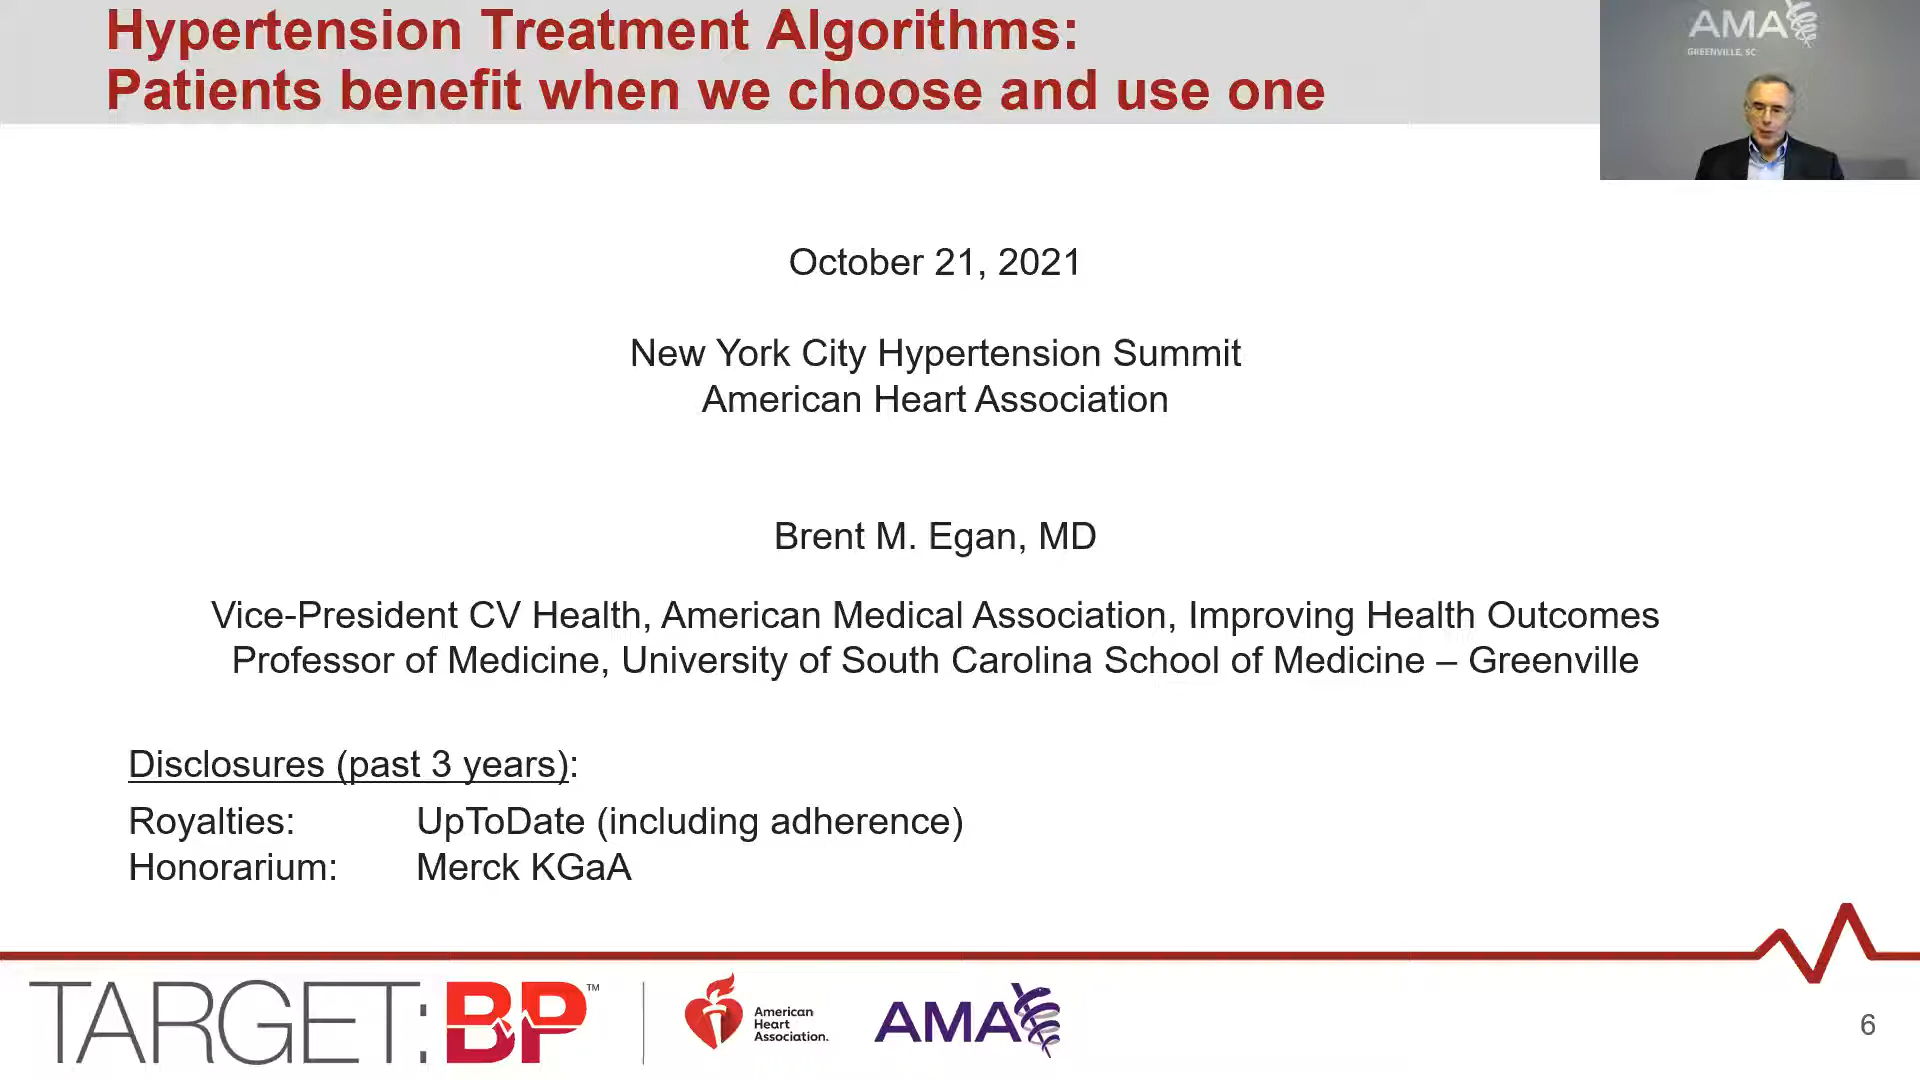 Hypertension Treatment Algorithms:
Patients benefit when we choose and use one
AMA
GREENVILLE, SC
October 21, 2021
New York City Hypertension Summit
American Heart Association
Brent M. Egan, MD
Vice-President CV Health, American Medical Association, Improving Health Outcomes
Professor of Medicine, University of South Carolina School of Medicine – Greenville
Disclosures (past 3 years):
Royalties: UpToDate (including adherence)
Honorarium: Merck KGaA
TARGET:BP™
American
Heart
Association.
AMA
6